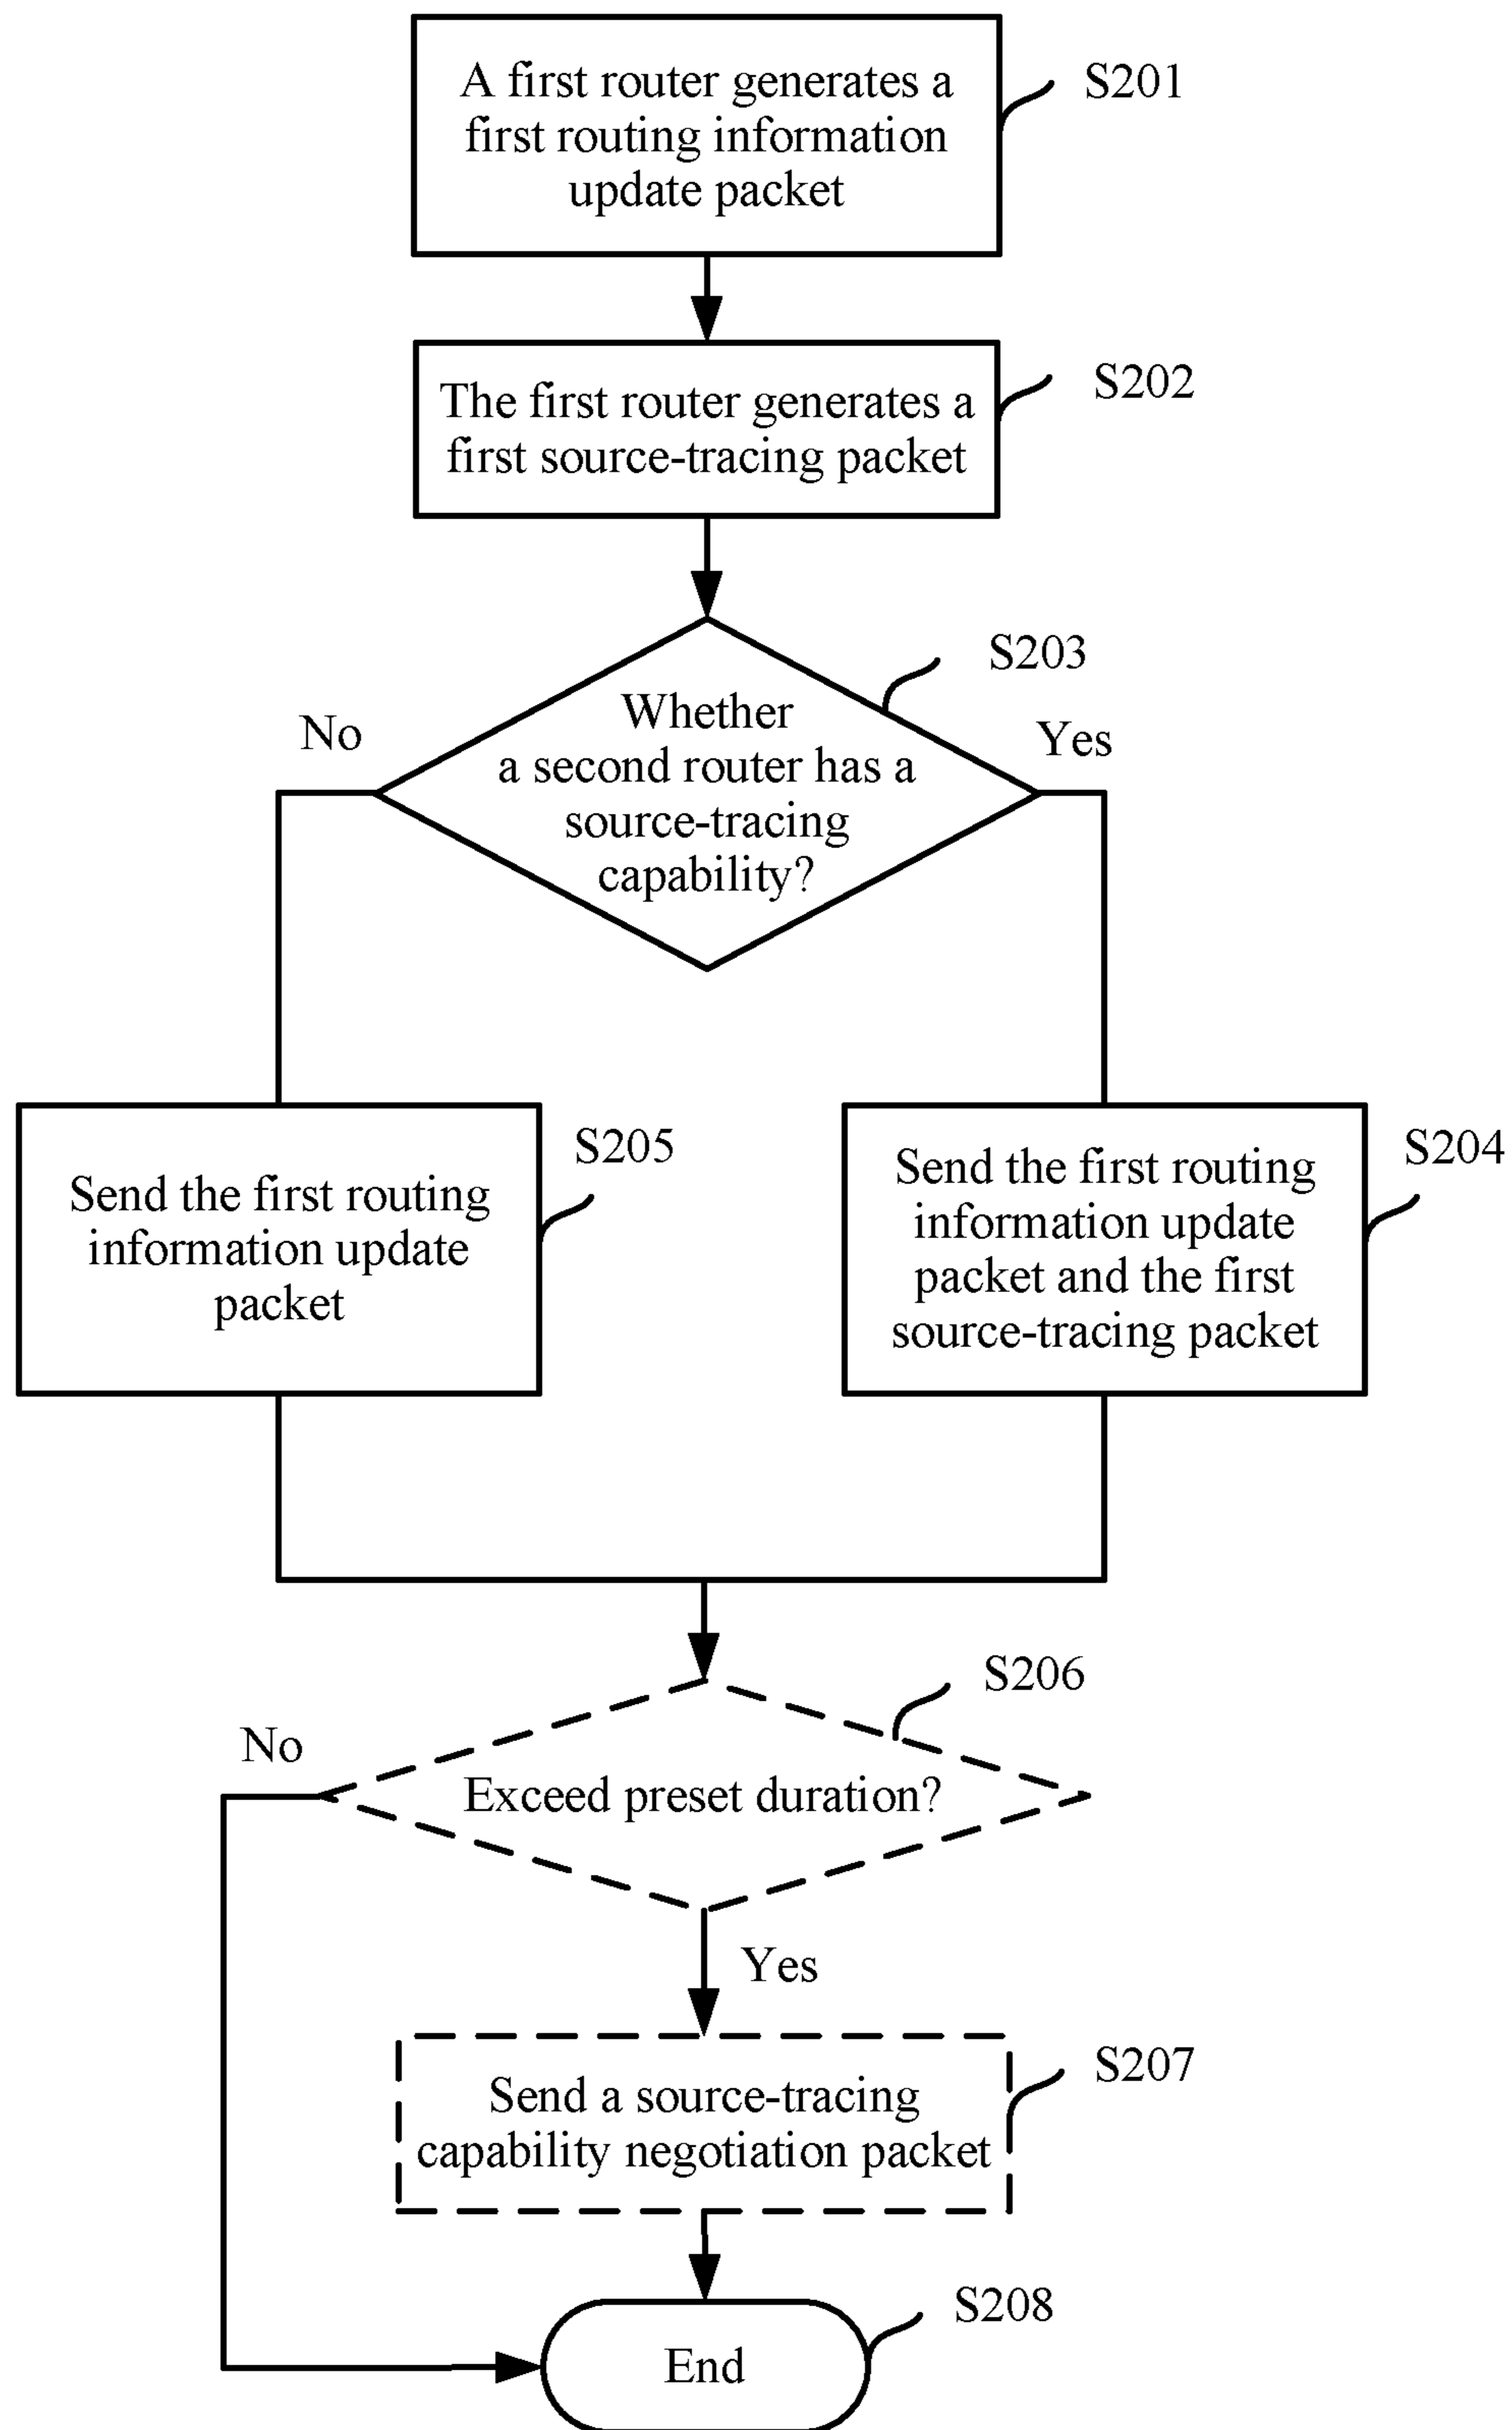 A first router generates a
first routing information
update packet
S201
The first router generates a
first source-tracing packet
S202
S203
Whether
a second router has a
source-tracing
capability?
No
Yes
Send the first routing
information update
packet
S205
Send the first routing
information update
packet and the first
source-tracing packet
S204
S206
No
Exceed preset duration?
Yes
Send a source-tracing
capability negotiation packet
S207
S208
End